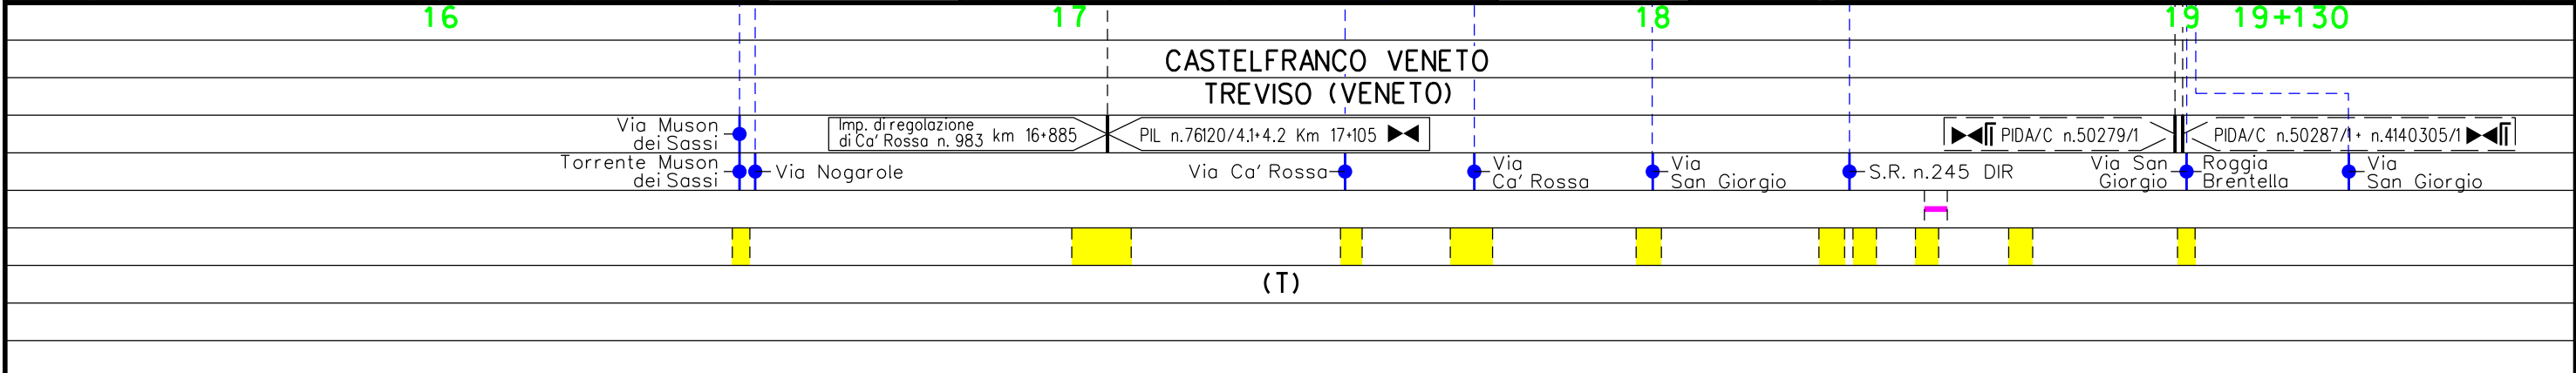 16 17 18 19 19+130
CASTELFRANCO VENETO
TREVISO (VENETO)
Via Muson
dei Sassi
Imp. di regolazione
di Ca' Rossa n. 983 km 16+885
PIL n.76120/4.1+4.2 Km 17+105
PIDA/C n.50279/1
PIDA/C n.50287/1+ n.4140305/1
Torrente Muson
dei Sassi
Via Nogarole
Via Ca' Rossa
Via
Ca' Rossa
Via
San Giorgio
S.R. n.245 DIR
Via San
Giorgio
Roggia
Brentella
Via
San Giorgio
(T)